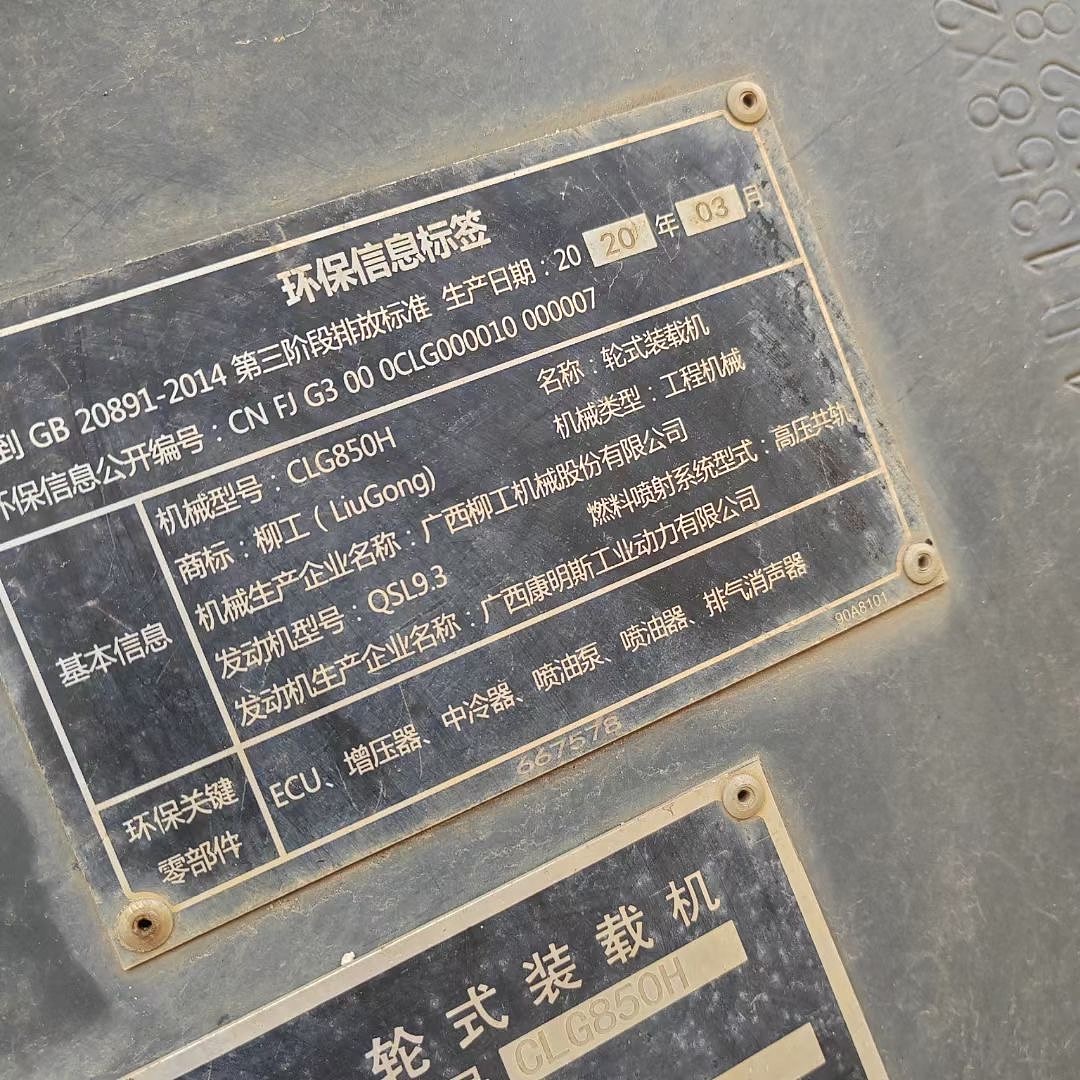 环保信息标签
到 GB 20891-2014 第三阶段排放标准 生产日期：20 20 年 03 月
环保信息公开编号：CN FJ G3 00 0CLG000010 000007
基本信息
机械型号：CLG850H 名称：轮式装载机
商标：柳工（LiuGong) 机械类型：工程机械
机械生产企业名称：广西柳工机械股份有限公司
发动机型号：QSL9.3 燃料喷射系统型式：高压共轨
发动机生产企业名称：广西康明斯工业动力有限公司
环保关键
零部件
ECU、增压器、中冷器、喷油泵、喷油器、排气消声器
90A8101
667578
轮式装载机
CLG850H